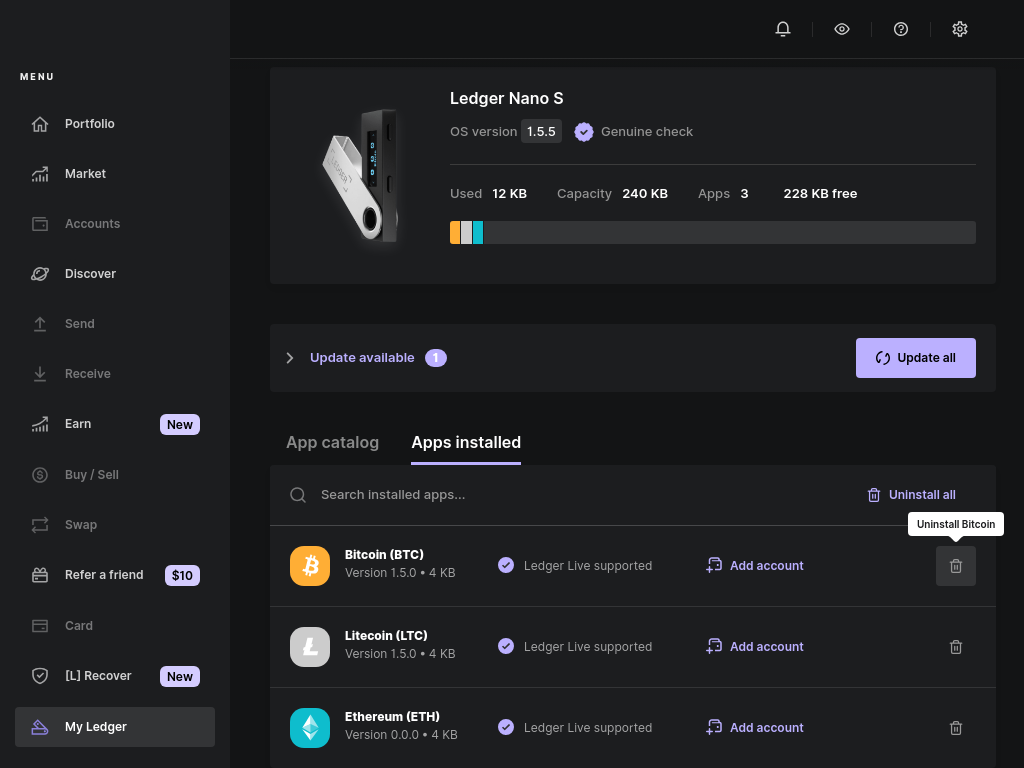 MENU
Portfolio
Market
Accounts
Discover
Send
Receive
Earn New
Buy / Sell
Swap
Refer a friend $10
Card
[L] Recover New
My Ledger
Ledger Nano S
OS version 1.5.5 Genuine check
Used 12 KB Capacity 240 KB Apps 3 228 KB free
Update available 1 Update all
App catalog Apps installed
Search installed apps... Uninstall all
Uninstall Bitcoin
Bitcoin (BTC)
Version 1.5.0 • 4 KB
Ledger Live supported Add account
Litecoin (LTC)
Version 1.5.0 • 4 KB
Ledger Live supported Add account
Ethereum (ETH)
Version 0.0.0 • 4 KB
Ledger Live supported Add account